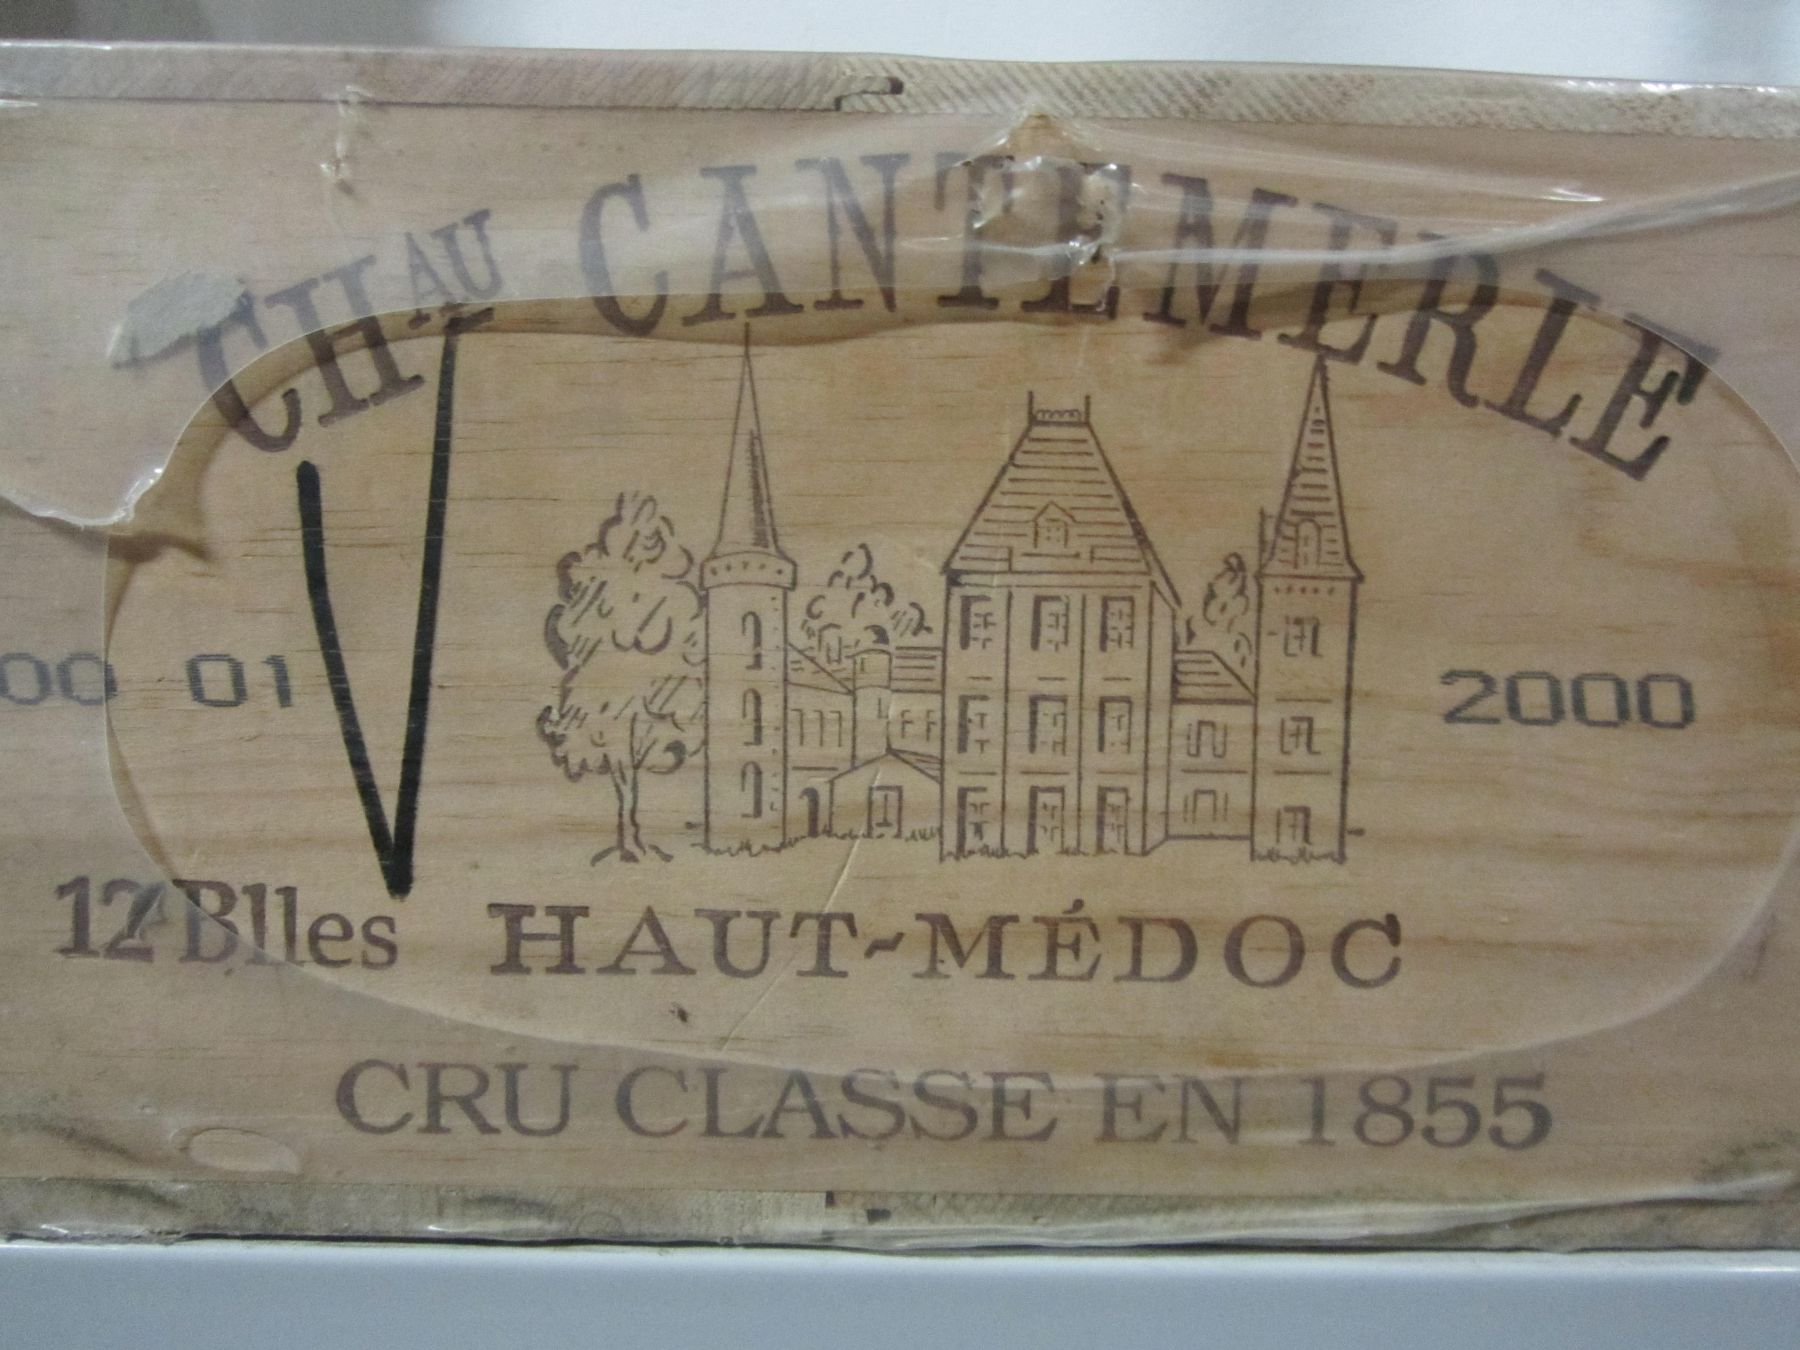 CHAU CANTEMERLE
00 01
2000
12 Blles
HAUT-MÉDOC
CRU CLASSE EN 1855